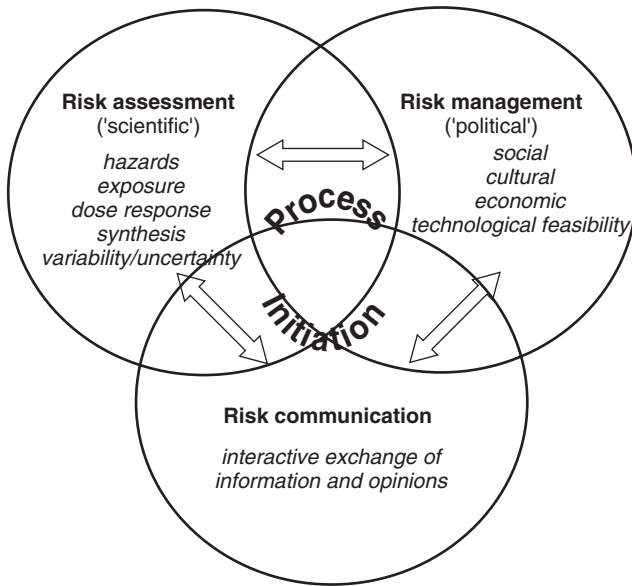 Risk assessment
('scientific')
hazards
exposure
dose response
synthesis
variability/uncertainty
Risk management
('political')
social
cultural
economic
technological feasibility
Process
Initiation
Risk communication
interactive exchange of
information and opinions